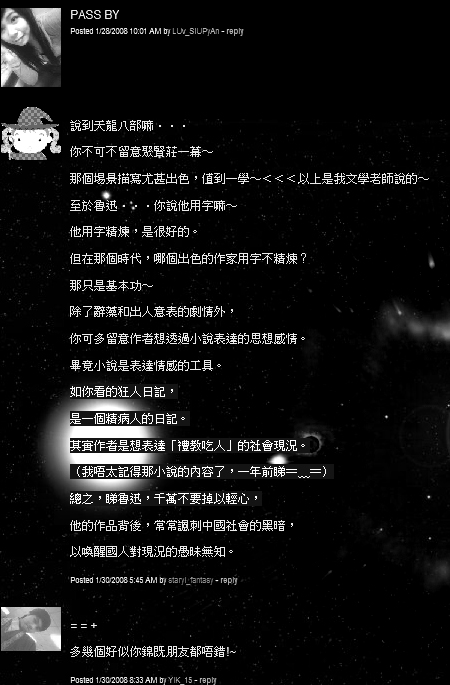 PASS BY
Posted 1/28/2008 10:01 AM by LUv_SIUPyAn - reply
說到天龍八部嘛・・・
你不可不留意聚賢莊一幕～
那個場景描寫尤甚出色，值到一學～＜＜＜以上是我文學老師說的～
至於魯迅・・・你說他用字嘛～
他用字精煉，是很好的。
但在那個時代，哪個出色的作家用字不精煉？
那只是基本功～
除了辭藻和出人意表的劇情外，
你可多留意作者想透過小說表達的思想感情。
畢竟小說是表達情感的工具。
如你看的狂人日記，
是一個精病人的日記。
其實作者是想表達「禮教吃人」的社會現況。
（我唔太記得那小說的內容了，一年前睇＝﹏＝）
總之，睇魯迅，千萬不要掉以輕心，
他的作品背後，常常諷刺中國社會的黑暗，
以喚醒國人對現況的愚昧無知。
Posted 1/30/2008 5:45 AM by staryl_fantasy - reply
= = +
多幾個好似你錦既朋友都唔錯!~
Posted 1/30/2008 8:33 AM by YIK_15 - reply